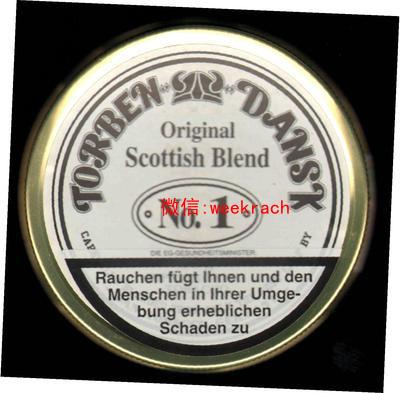 TORBEN DANSK
Original
Scottish Blend
No. 1
微信: weekrach
CAF
BY
DIE EG-GESUNDHEITSMINISTER:
Rauchen fügt Ihnen und den
Menschen in Ihrer Umge-
bung erheblichen
Schaden zu